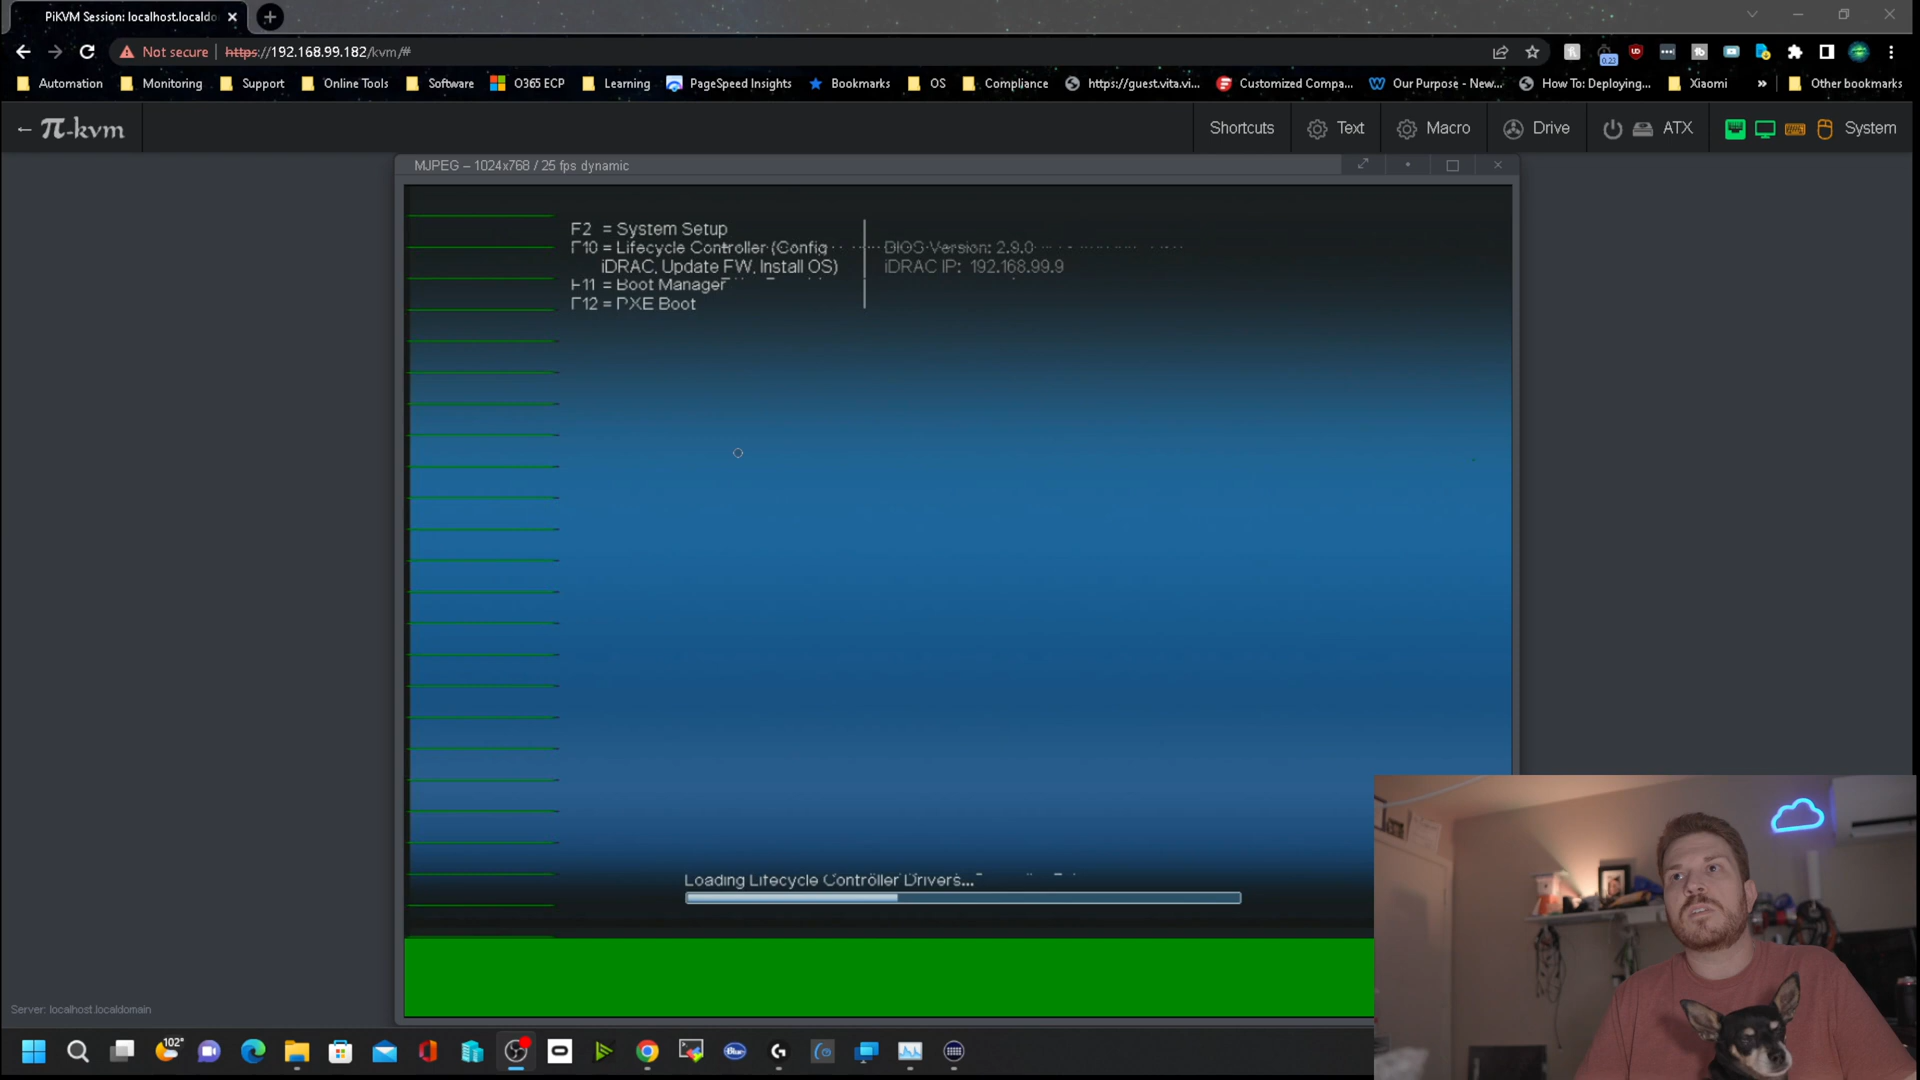 PiKVM Session: localhost.localdo
Not secure https://192.168.99.182/kvm/#
0.23
Automation Monitoring Support Online Tools Software O365 ECP Learning PageSpeed Insights Bookmarks OS Compliance https://guest.vita.vi... Customized Compa... Our Purpose - New... How To: Deploying... Xiaomi » Other bookmarks
← π-kvm Shortcuts Text Macro Drive ATX System
MJPEG – 1024x768 / 25 fps dynamic
F2 = System Setup
F10 = Lifecycle Controller (Config BIOS Version: 2.9.0
iDRAC, Update FW, Install OS) iDRAC IP: 192.168.99.9
F11 = Boot Manager
F12 = PXE Boot
Loading Lifecycle Controller Drivers...
Server: localhost.localdomain
102°
Blue